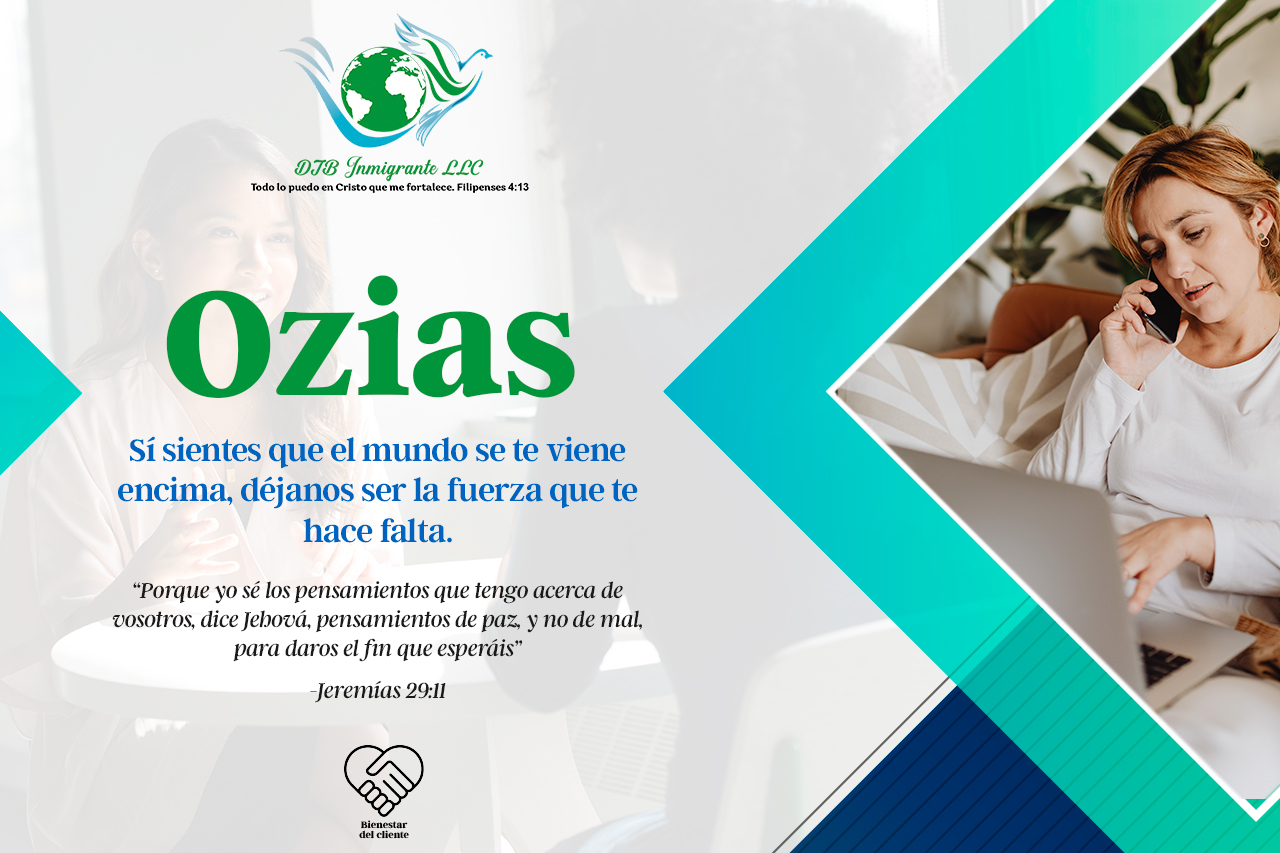 DJB Inmigrante LLC
Todo lo puedo en Cristo que me fortalece. Filipenses 4:13
Ozias
Sí sientes que el mundo se te viene
encima, déjanos ser la fuerza que te
hace falta.
“Porque yo sé los pensamientos que tengo acerca de
vosotros, dice Jehová, pensamientos de paz, y no de mal,
para daros el fin que esperáis”
-Jeremías 29:11
Bienestar
del cliente